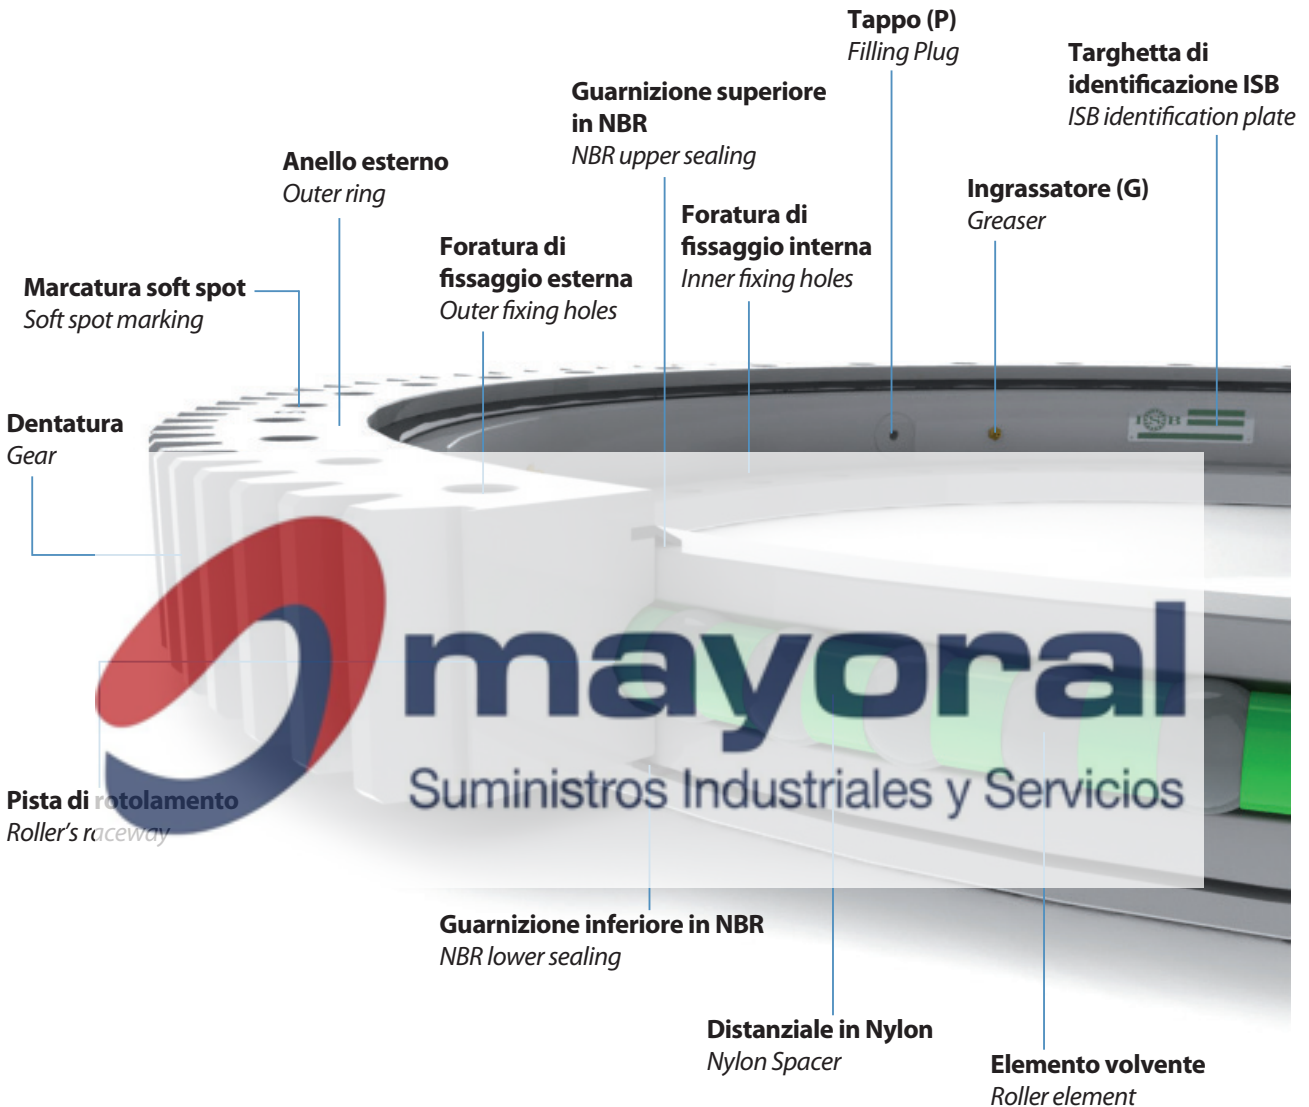 Tappo (P)
Filling Plug
Targhetta di
identificazione ISB
ISB identification plate
Guarnizione superiore
in NBR
NBR upper sealing
Anello esterno
Outer ring
Ingrassatore (G)
Greaser
Foratura di
fissaggio interna
Inner fixing holes
Foratura di
fissaggio esterna
Outer fixing holes
Marcatura soft spot
Soft spot marking
Dentatura
Gear
ISB
mayoral
Suministros Industriales y Servicios
Pista di rotolamento
Roller's raceway
Guarnizione inferiore in NBR
NBR lower sealing
Distanziale in Nylon
Nylon Spacer
Elemento volvente
Roller element